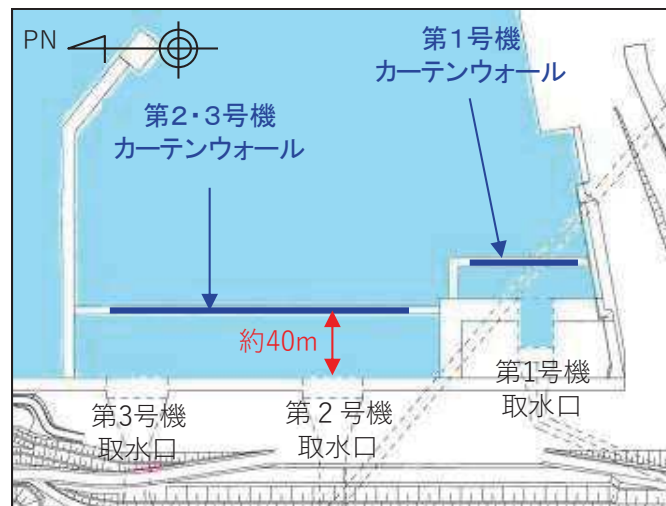 PN
第1号機
カーテンウォール
第2・3号機
カーテンウォール
約40m
第1号機
取水口
第3号機
取水口
第２号機
取水口